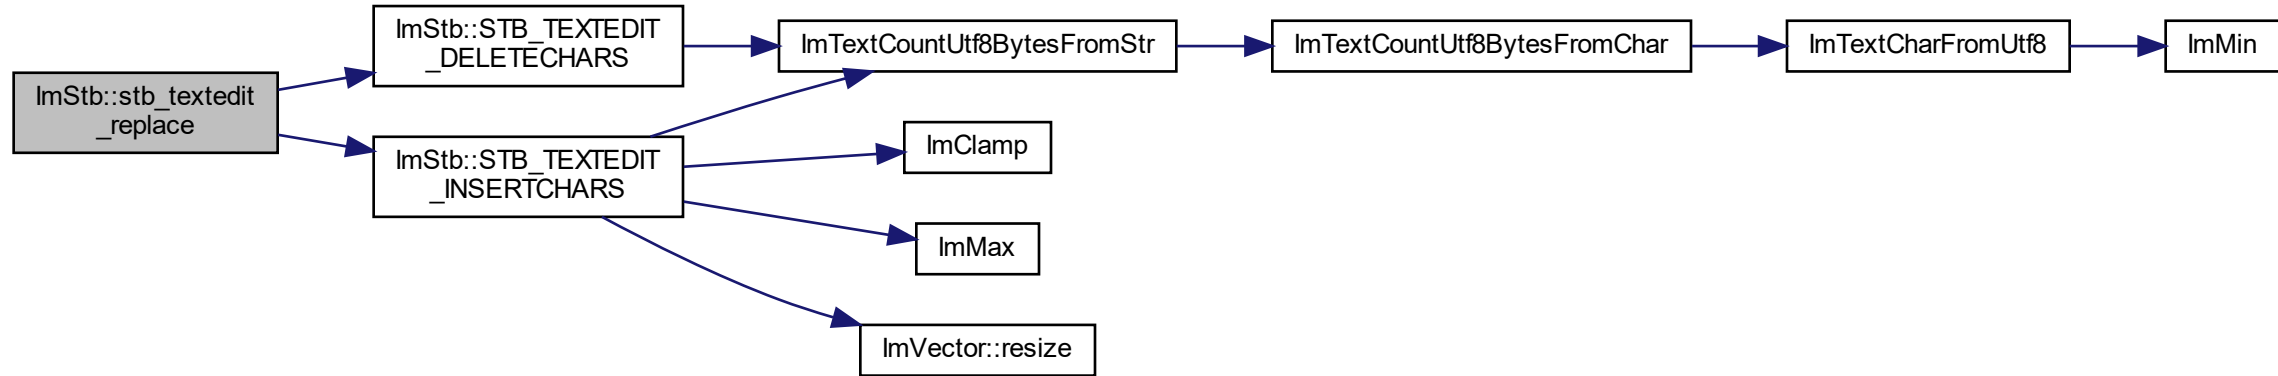 ImStb::stb_textedit
_replace
ImStb::STB_TEXTEDIT
_DELETECHARS
ImStb::STB_TEXTEDIT
_INSERTCHARS
ImTextCountUtf8BytesFromStr
ImClamp
ImMax
ImVector::resize
ImTextCountUtf8BytesFromChar
ImTextCharFromUtf8
ImMin